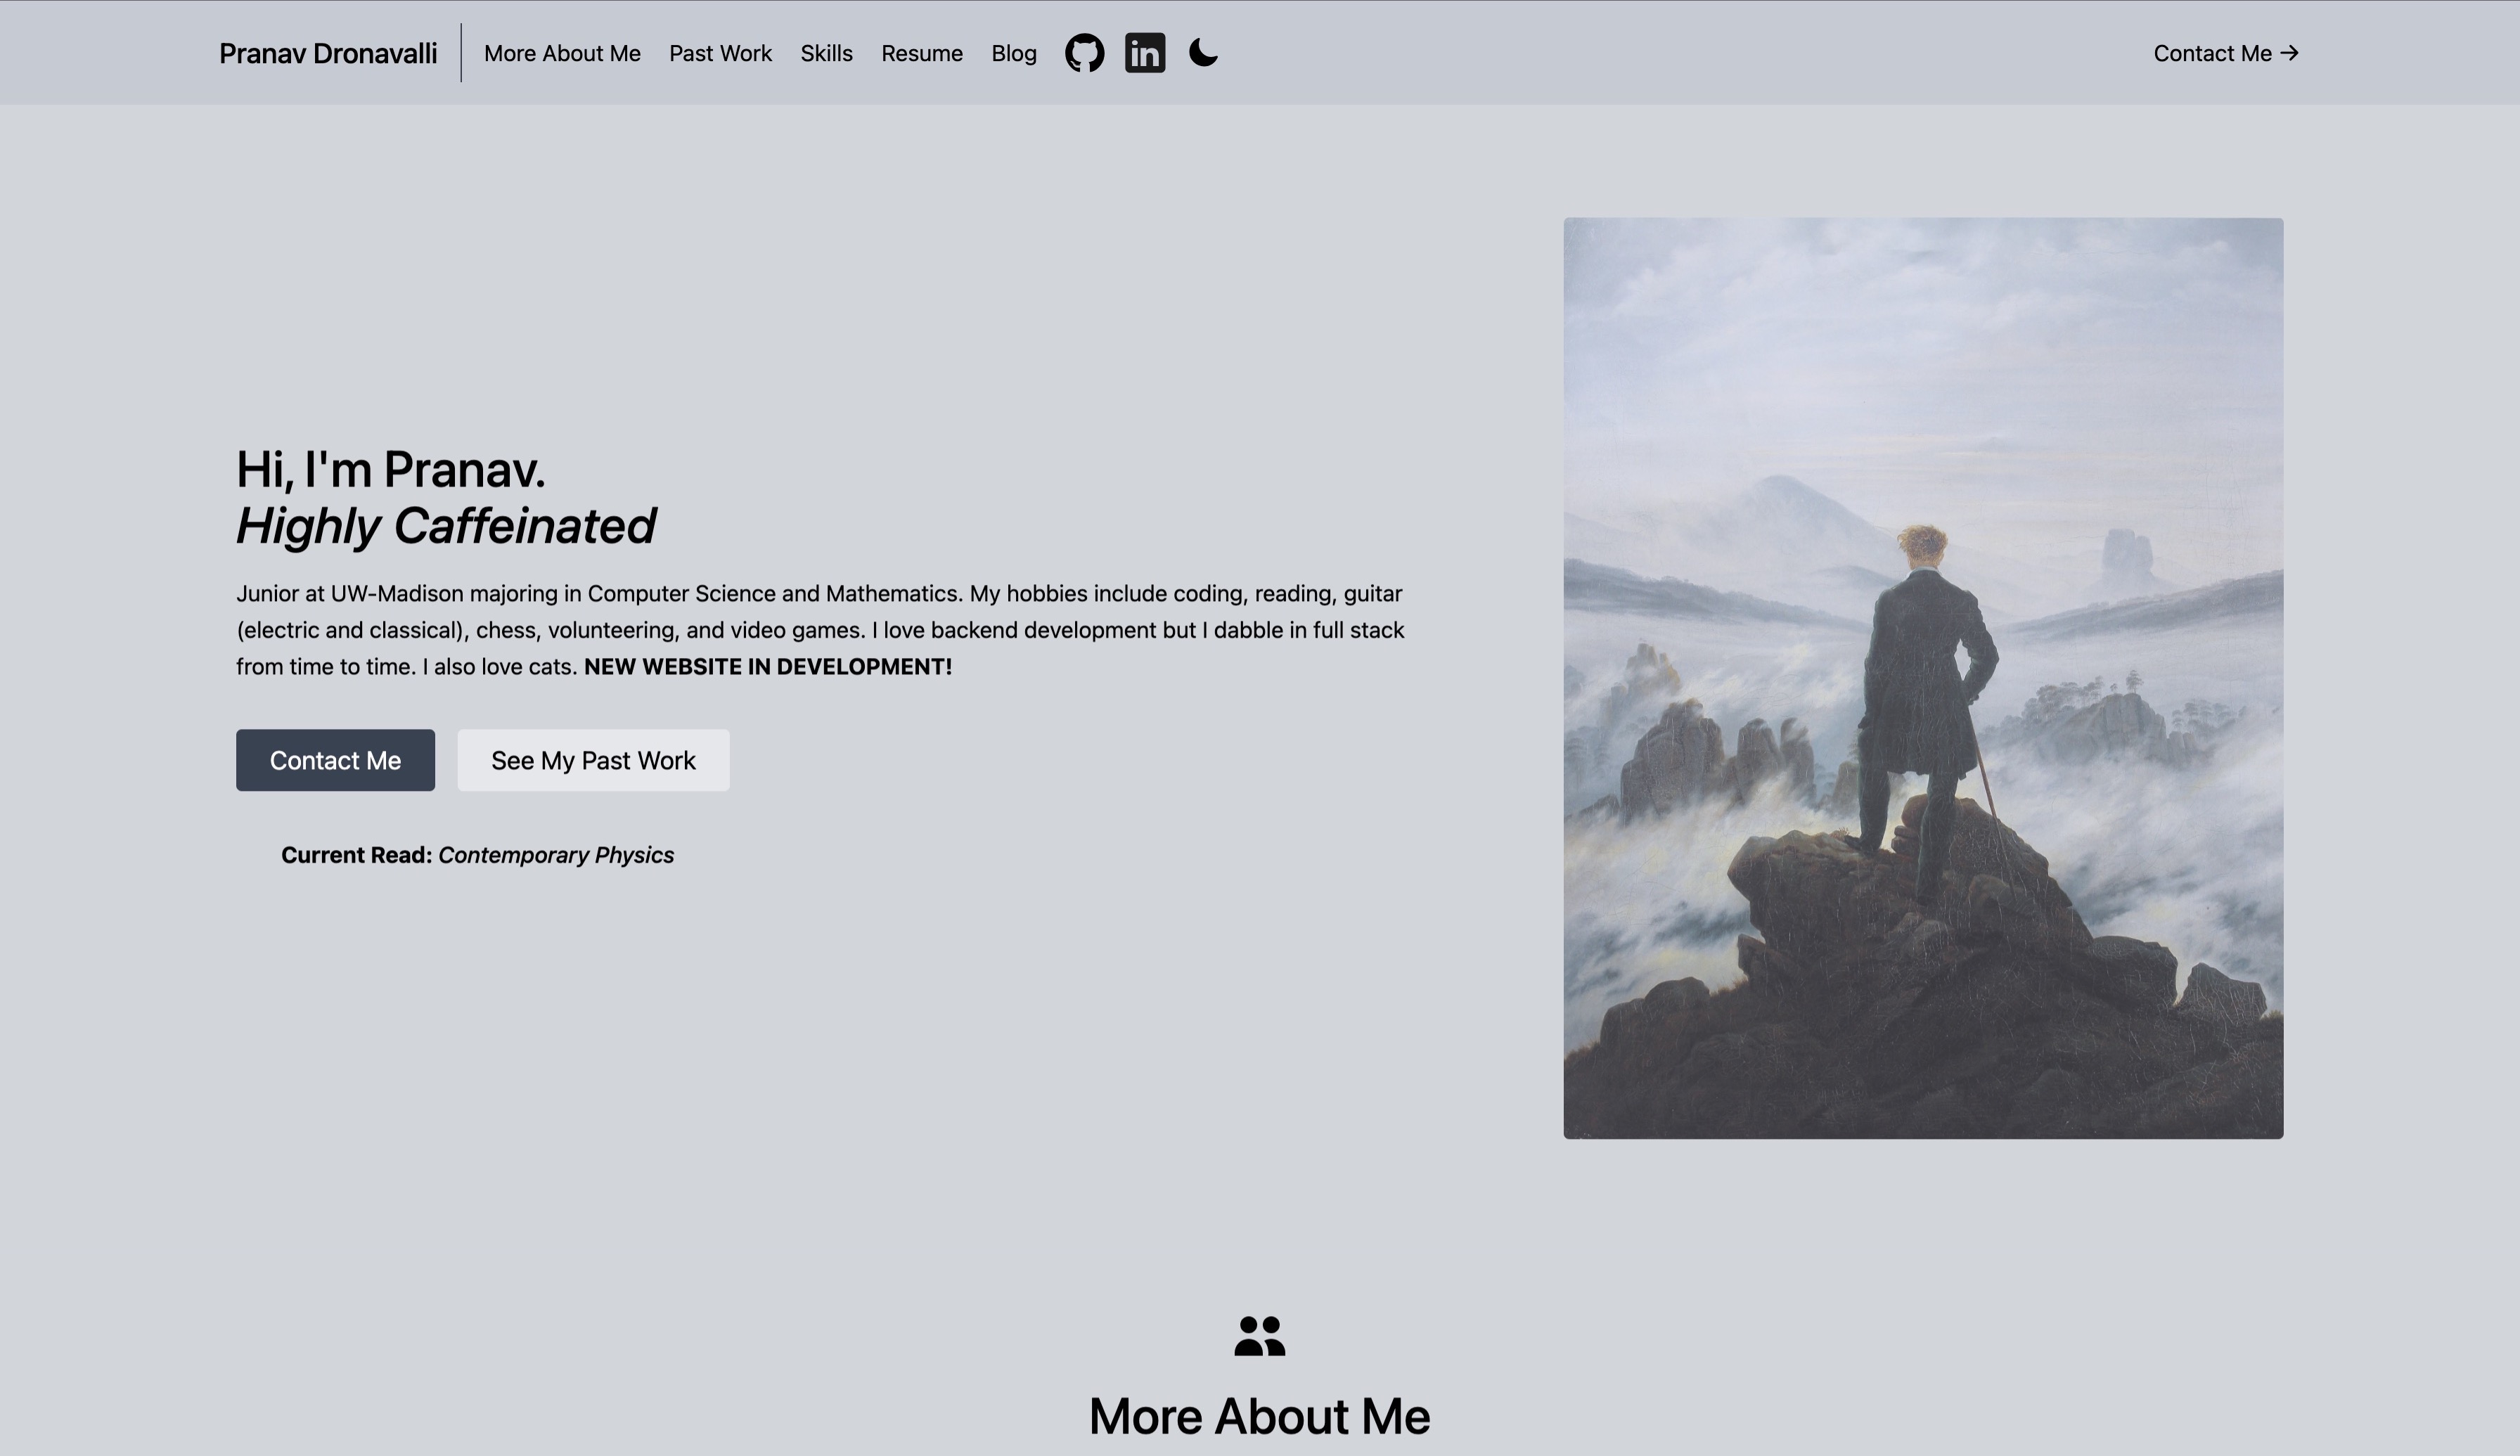 Pranav Dronavalli
More About Me
Past Work
Skills
Resume
Blog
in
Contact Me →
Hi, I'm Pranav.
Highly Caffeinated
Junior at UW-Madison majoring in Computer Science and Mathematics. My hobbies include coding, reading, guitar
(electric and classical), chess, volunteering, and video games. I love backend development but I dabble in full stack
from time to time. I also love cats. NEW WEBSITE IN DEVELOPMENT!
Contact Me
See My Past Work
Current Read: Contemporary Physics
More About Me